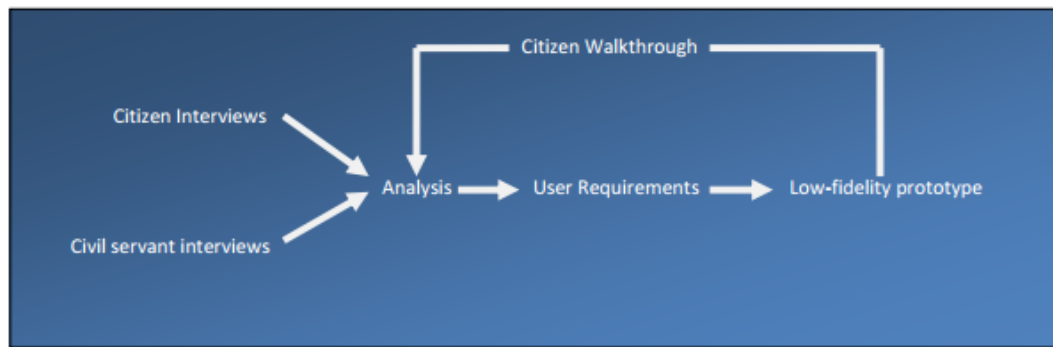 Citizen Walkthrough
Citizen Interviews
Analysis
User Requirements
Low-fidelity prototype
Civil servant interviews